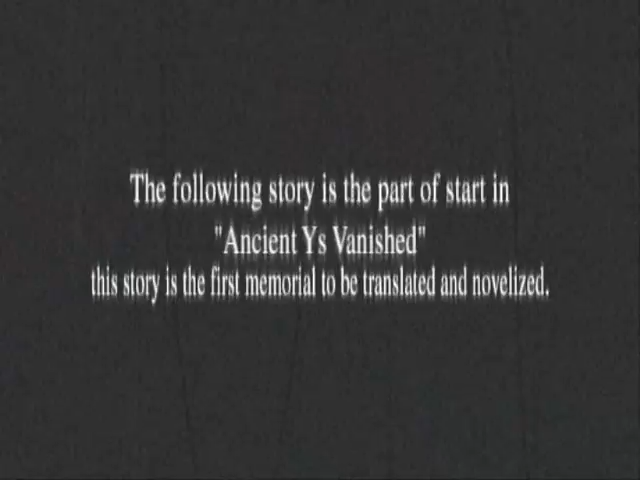 The following story is the part of start in
"Ancient Ys Vanished"
this story is the first memorial to be translated and novelized.